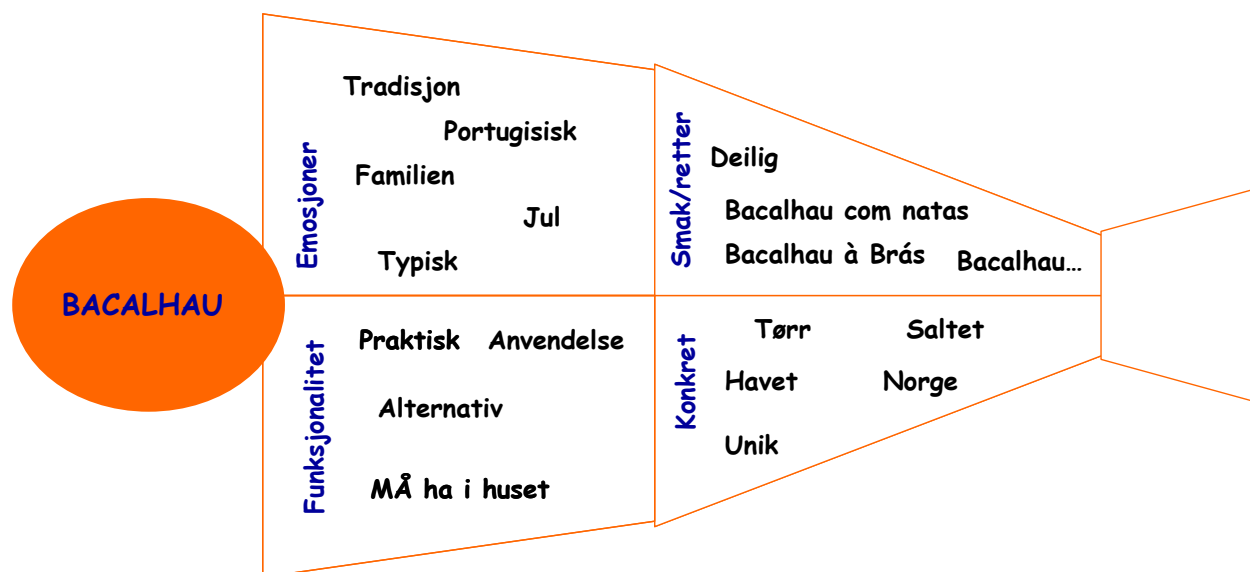 BACALHAU
Emosjoner
Tradisjon
Portugisisk
Familien
Jul
Typisk
Smak/retter
Deilig
Bacalhau com natas
Bacalhau à Brás
Bacalhau…
Funksjonalitet
Praktisk Anvendelse
Alternativ
MÅ ha i huset
Konkret
Tørr Saltet
Havet Norge
Unik